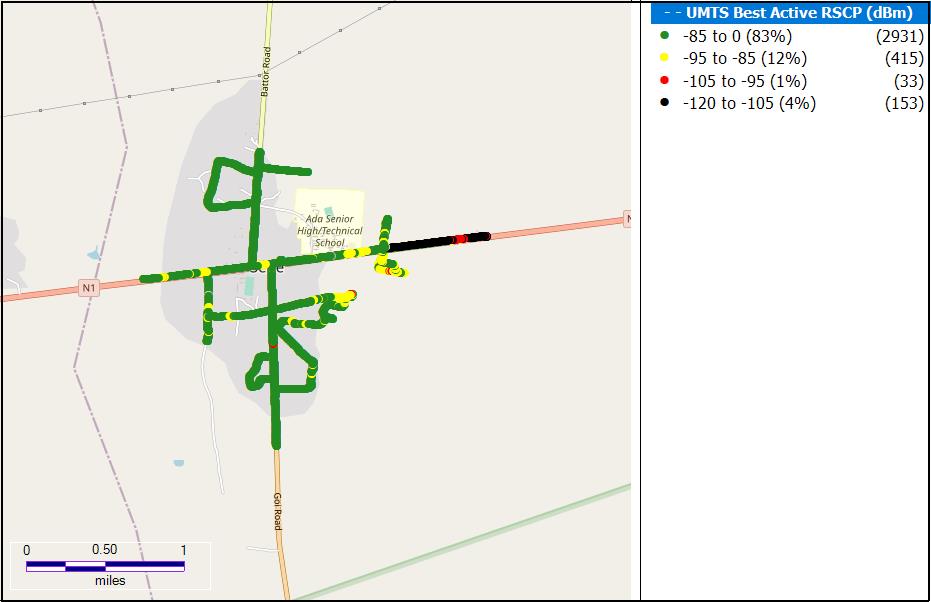 - - UMTS Best Active RSCP (dBm)
-85 to 0 (83%) (2931)
-95 to -85 (12%) (415)
-105 to -95 (1%) (33)
-120 to -105 (4%) (153)
Battor Road
Ada Senior
High/Technical
School
N1
Goi Road
0 0.50 1
miles